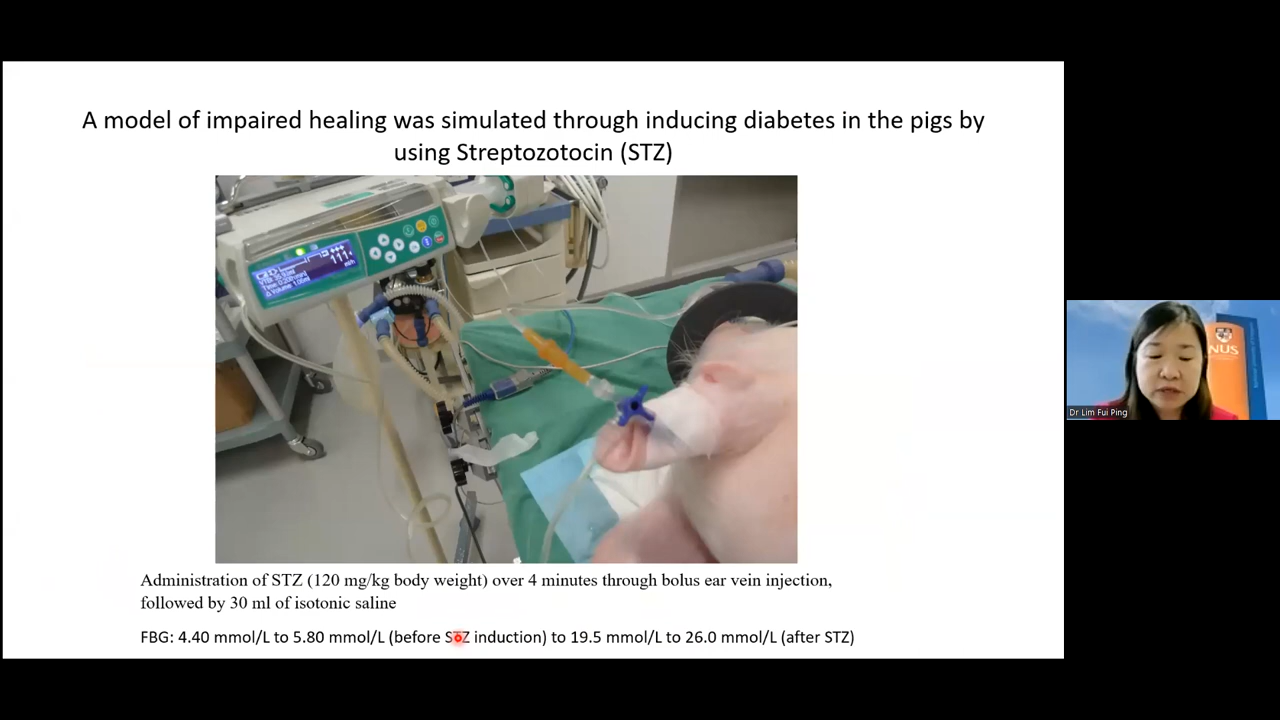 A model of impaired healing was simulated through inducing diabetes in the pigs by
using Streptozotocin (STZ)
111
Administration of STZ (120 mg/kg body weight) over 4 minutes through bolus ear vein injection,
followed by 30 ml of isotonic saline
FBG: 4.40 mmol/L to 5.80 mmol/L (before STZ induction) to 19.5 mmol/L to 26.0 mmol/L (after STZ)
NUS
Dr Lim Fui Ping